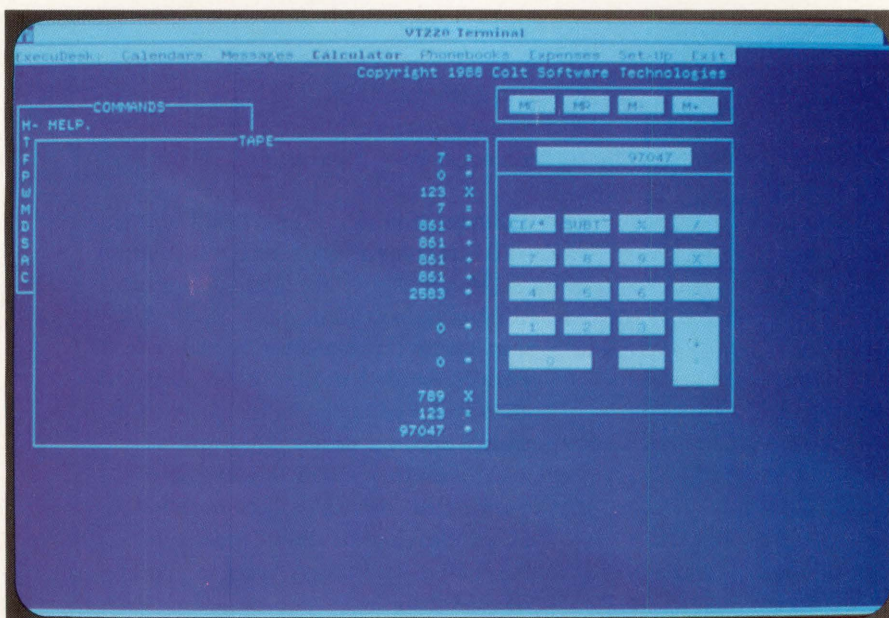 VT220 Terminal
ExecuDesk: Calendars Messages Calculator Phonebooks Expenses Set-Up Exit
Copyright 1988 Colt Software Technologies
COMMANDS
M- HELP.
T
F
P
W
M
D
S
A
C
TAPE
7 =
0 *
123 X
7 =
861 *
861 +
861 +
861 +
2583 *
0 *
0 *
789 X
123 =
97047 *
MC MR M- M+
97047
CE/* SUBT % /
7 8 9 X
4 5 6 -
1 2 3 +
0 . =